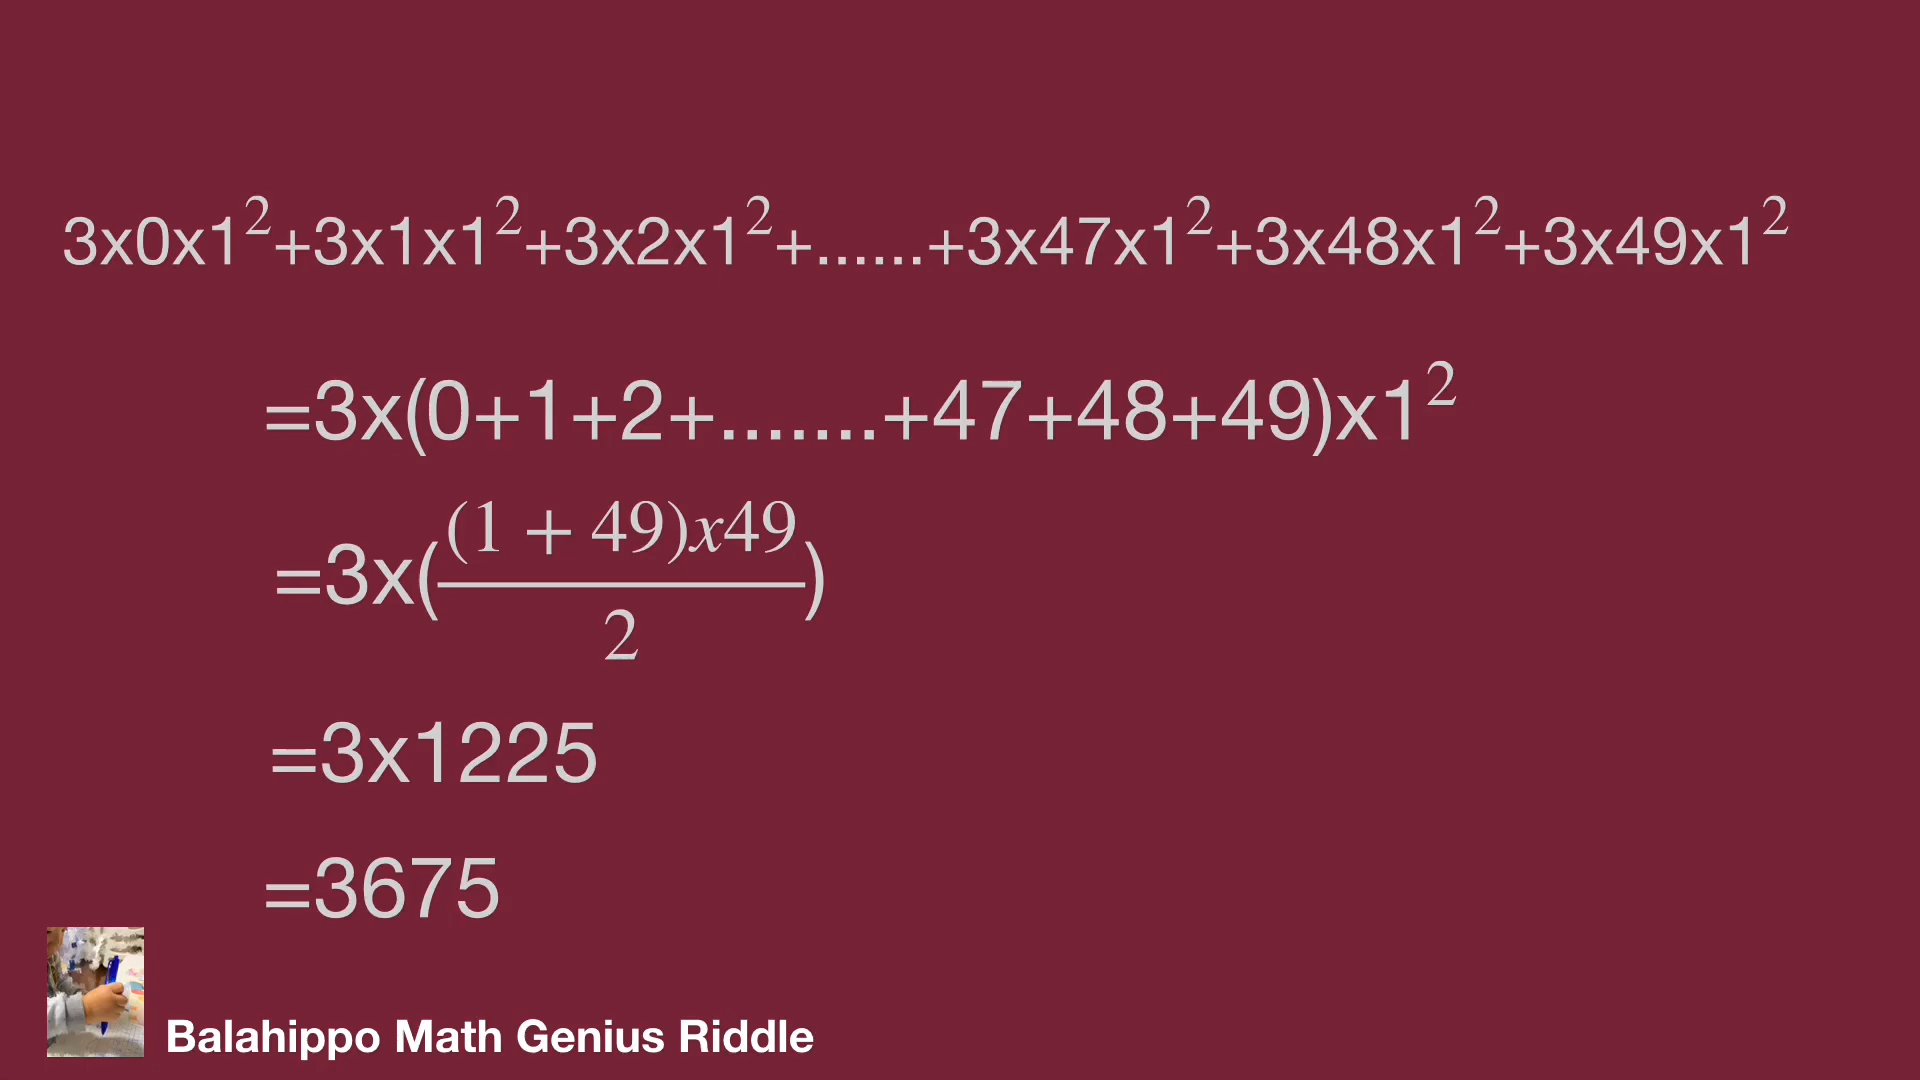 3x0x1²+3x1x1²+3x2x1²+......+3x47x1²+3x48x1²+3x49x1²
=3x(0+1+2+.......+47+48+49)x1²
=3x((1 + 49)x49/2)
=3x1225
=3675
Balahippo Math Genius Riddle